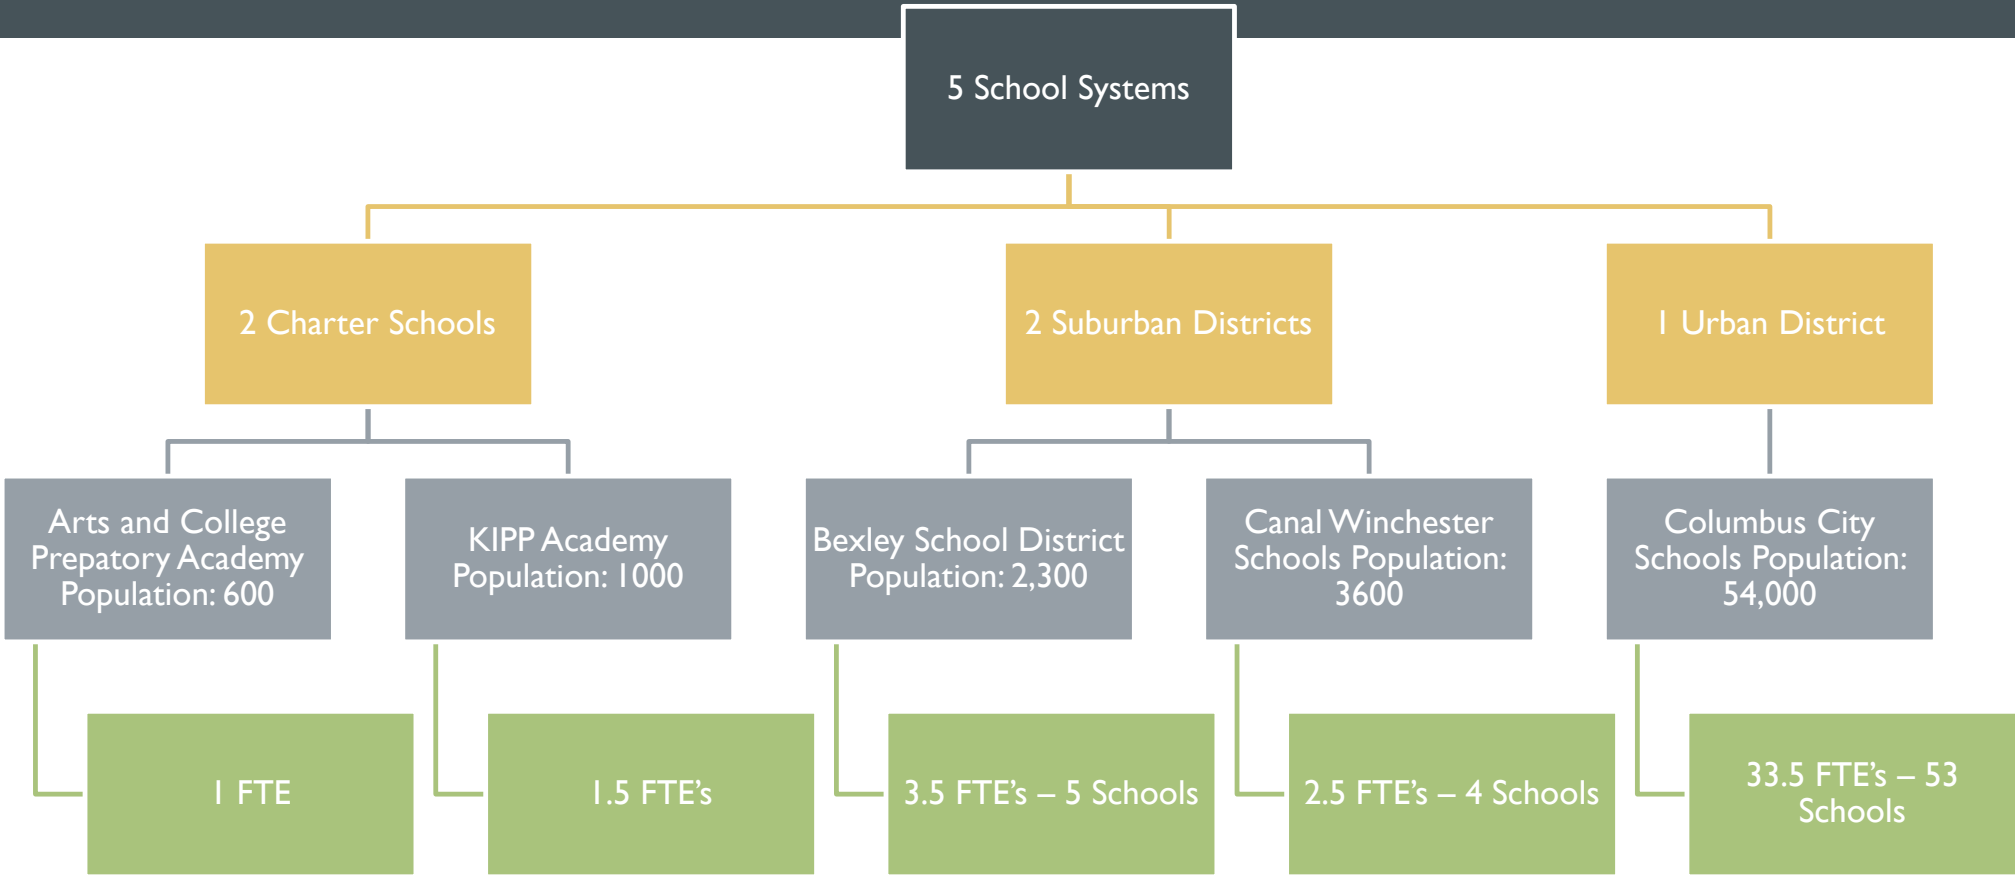 5 School Systems
2 Charter Schools
2 Suburban Districts
1 Urban District
Arts and College
Prepatory Academy
Population: 600
KIPP Academy
Population: 1000
Bexley School District
Population: 2,300
Canal Winchester
Schools Population:
3600
Columbus City
Schools Population:
54,000
1 FTE
1.5 FTE’s
3.5 FTE’s – 5 Schools
2.5 FTE’s – 4 Schools
33.5 FTE’s – 53
Schools